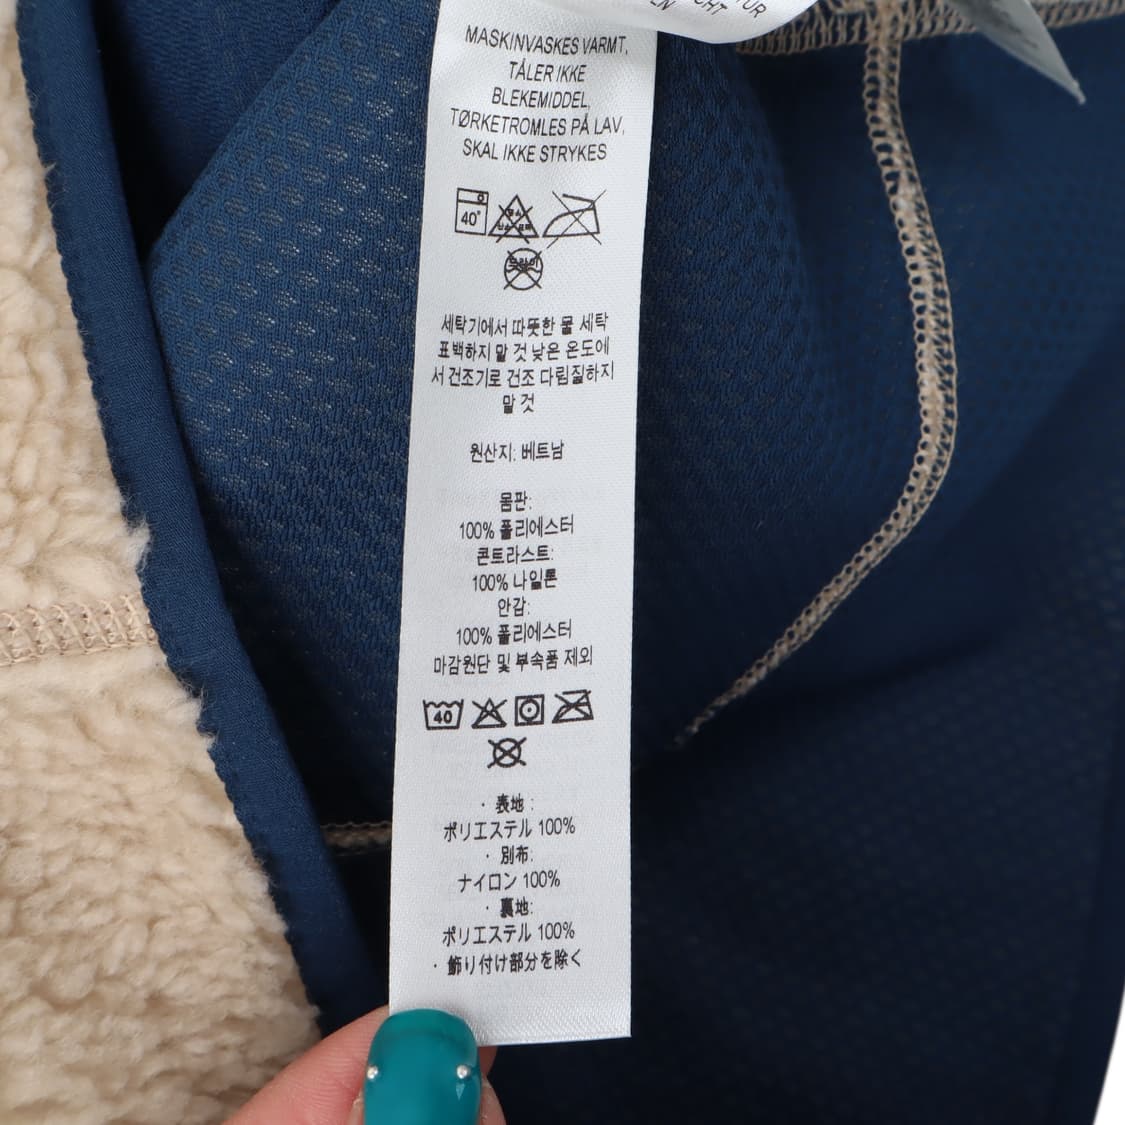 MASKINVASKES VARMT,
TÅLER IKKE
BLEKEMIDDEL,
TØRKETROMLES PÅ LAV,
SKAL IKKE STRYKES
40°
세탁기에서 따뜻한 물 세탁
표백하지 말 것 낮은 온도에
서 건조기로 건조 다림질하지
말 것
원산지: 베트남
몸판:
100% 폴리에스터
콘트라스트:
100% 나일론
안감:
100% 폴리에스터
마감원단 및 부속품 제외
40
・表地 :
ポリエステル 100%
・別布:
ナイロン 100%
・裏地:
ポリエステル 100%
・飾り付け部分を除く